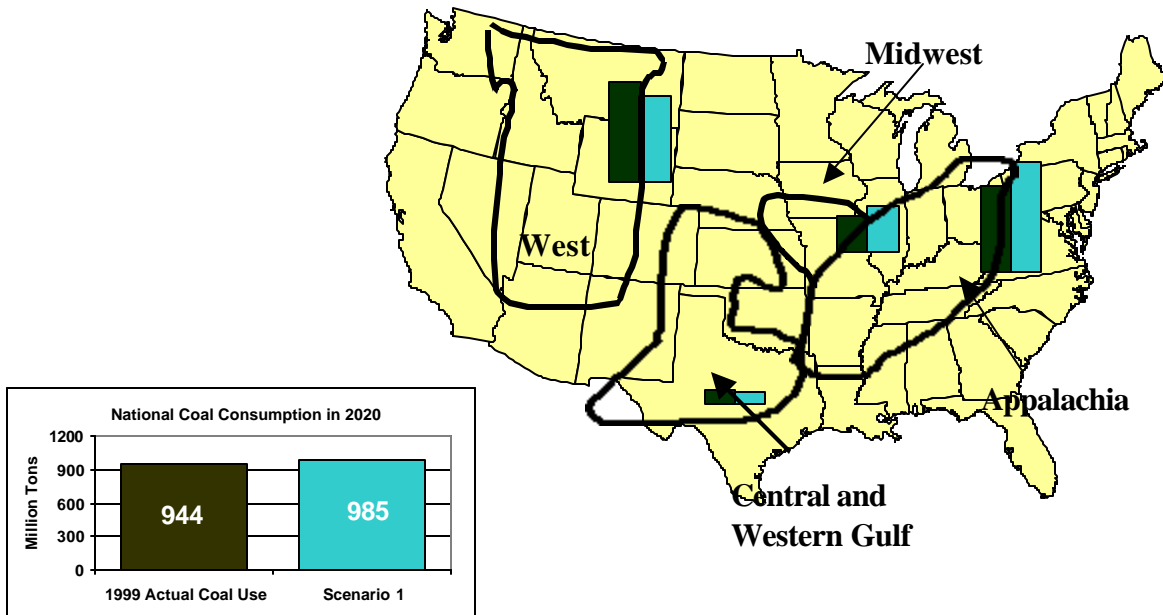 Midwest
West
Appalachia
Central and
Western Gulf
National Coal Consumption in 2020
Million Tons
1200
900
600
300
0
944
985
1999 Actual Coal Use
Scenario 1